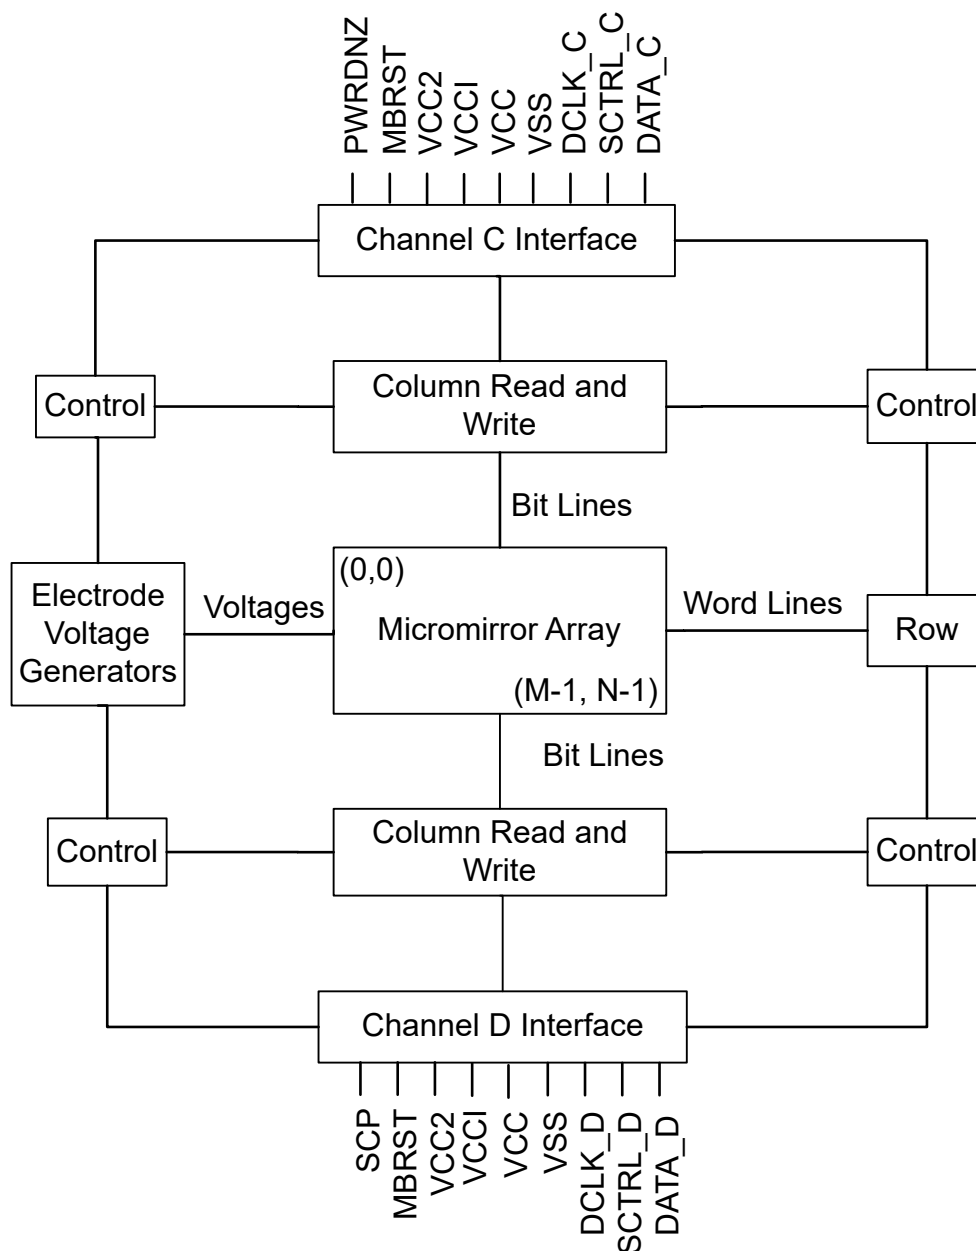 PWRDNZ
MBRST
VCC2
VCCI
VCC
VSS
DCLK_C
SCTRL_C
DATA_C
Channel C Interface
Control
Column Read and
Write
Control
Bit Lines
(0,0)
Electrode
Voltage
Generators
Voltages
Micromirror Array
Word Lines
Row
(M-1, N-1)
Bit Lines
Control
Column Read and
Write
Control
Channel D Interface
SCP
MBRST
VCC2
VCCI
VCC
VSS
DCLK_D
SCTRL_D
DATA_D